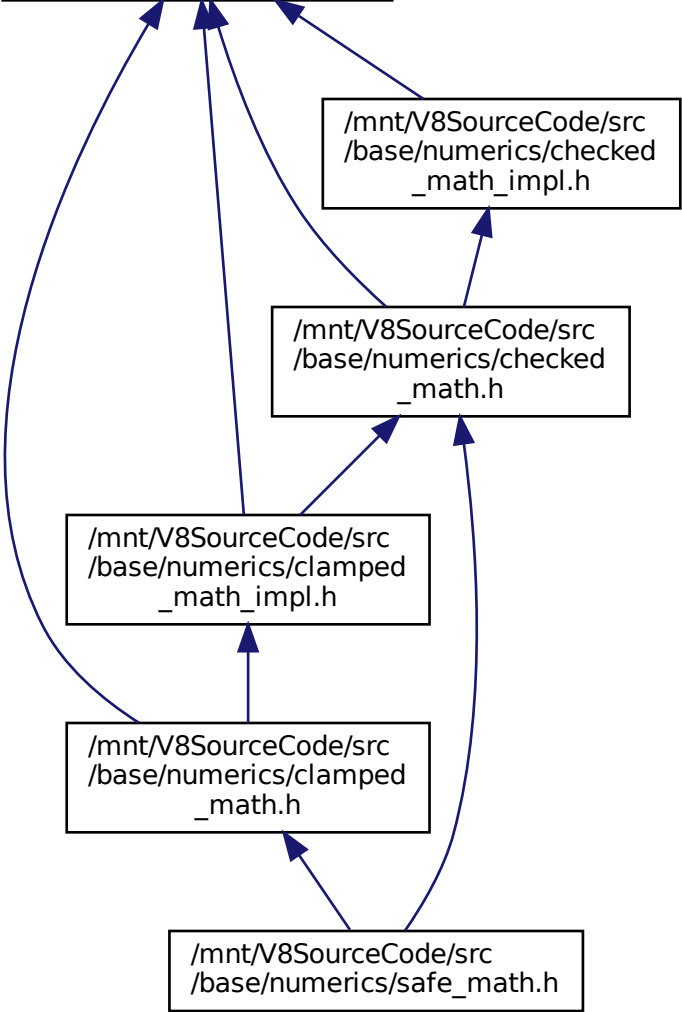 /mnt/V8SourceCode/src
/base/numerics/checked
_math_impl.h
/mnt/V8SourceCode/src
/base/numerics/checked
_math.h
/mnt/V8SourceCode/src
/base/numerics/clamped
_math_impl.h
/mnt/V8SourceCode/src
/base/numerics/clamped
_math.h
/mnt/V8SourceCode/src
/base/numerics/safe_math.h